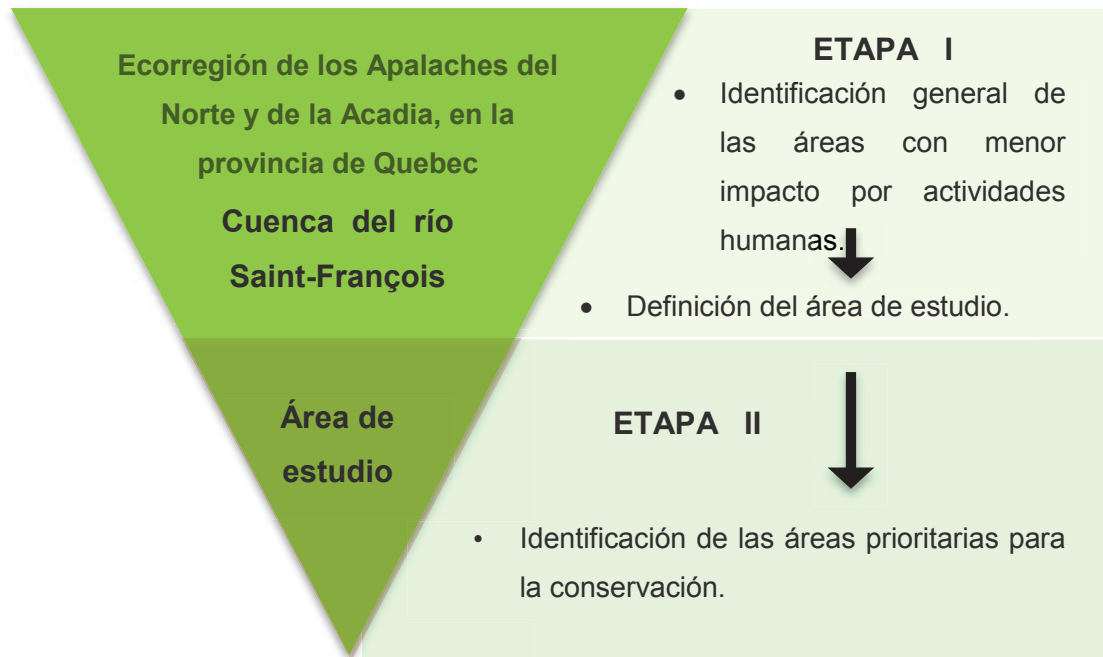 Ecorregión de los Apalaches del
Norte y de la Acadia, en la
provincia de Quebec
Cuenca del río
Saint-François
ETAPA I
• Identificación general de
las áreas con menor
impacto por actividades
humanas.
• Definición del área de estudio.
Área de
estudio
ETAPA II
• Identificación de las áreas prioritarias para
la conservación.